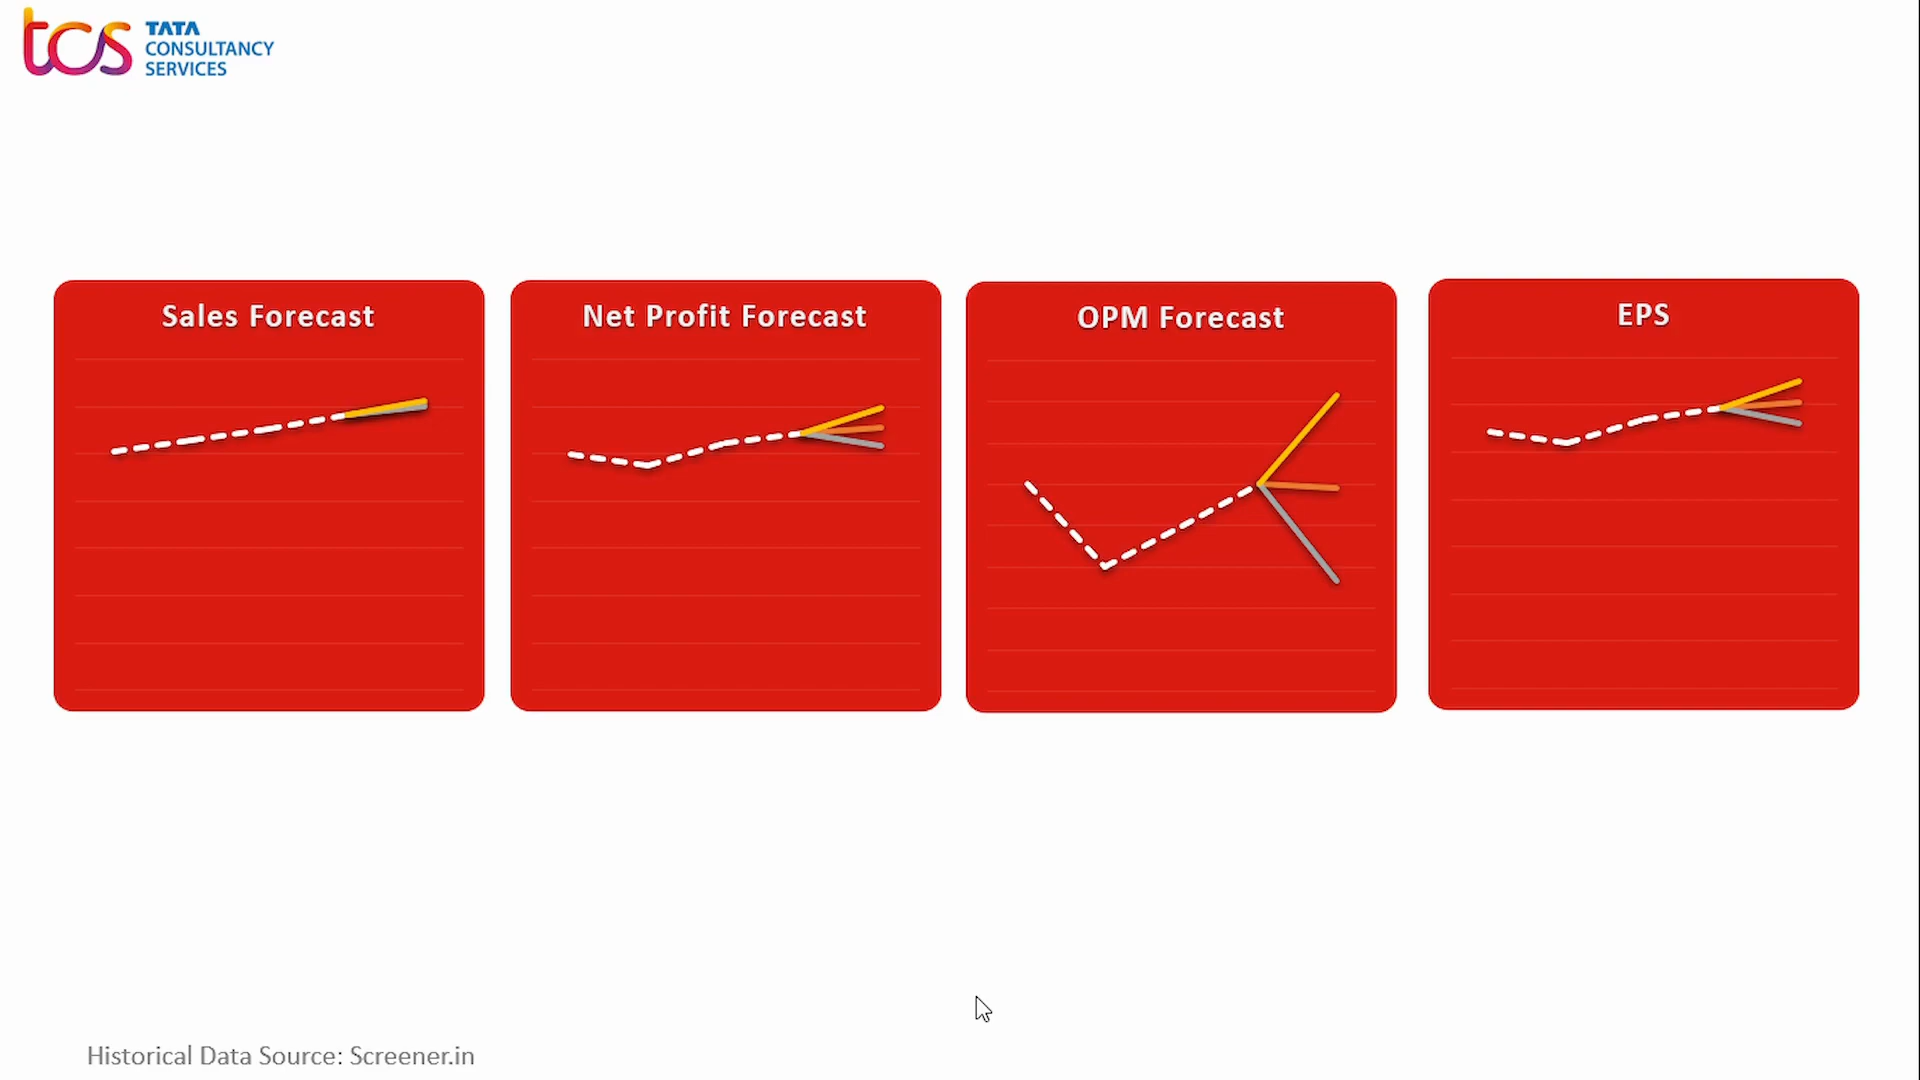 tcs
TATA
CONSULTANCY
SERVICES
Sales Forecast
Net Profit Forecast
OPM Forecast
EPS
Historical Data Source: Screener.in